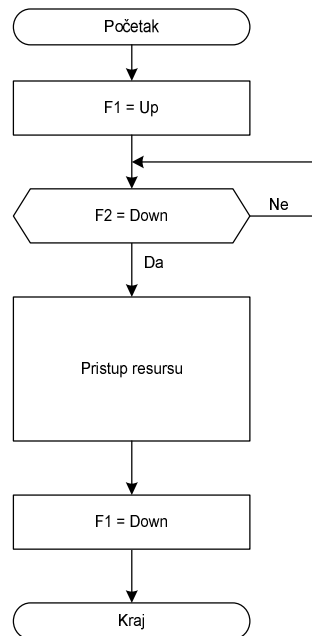 Početak
F1 = Up
F2 = Down
Ne
Da
Pristup resursu
F1 = Down
Kraj